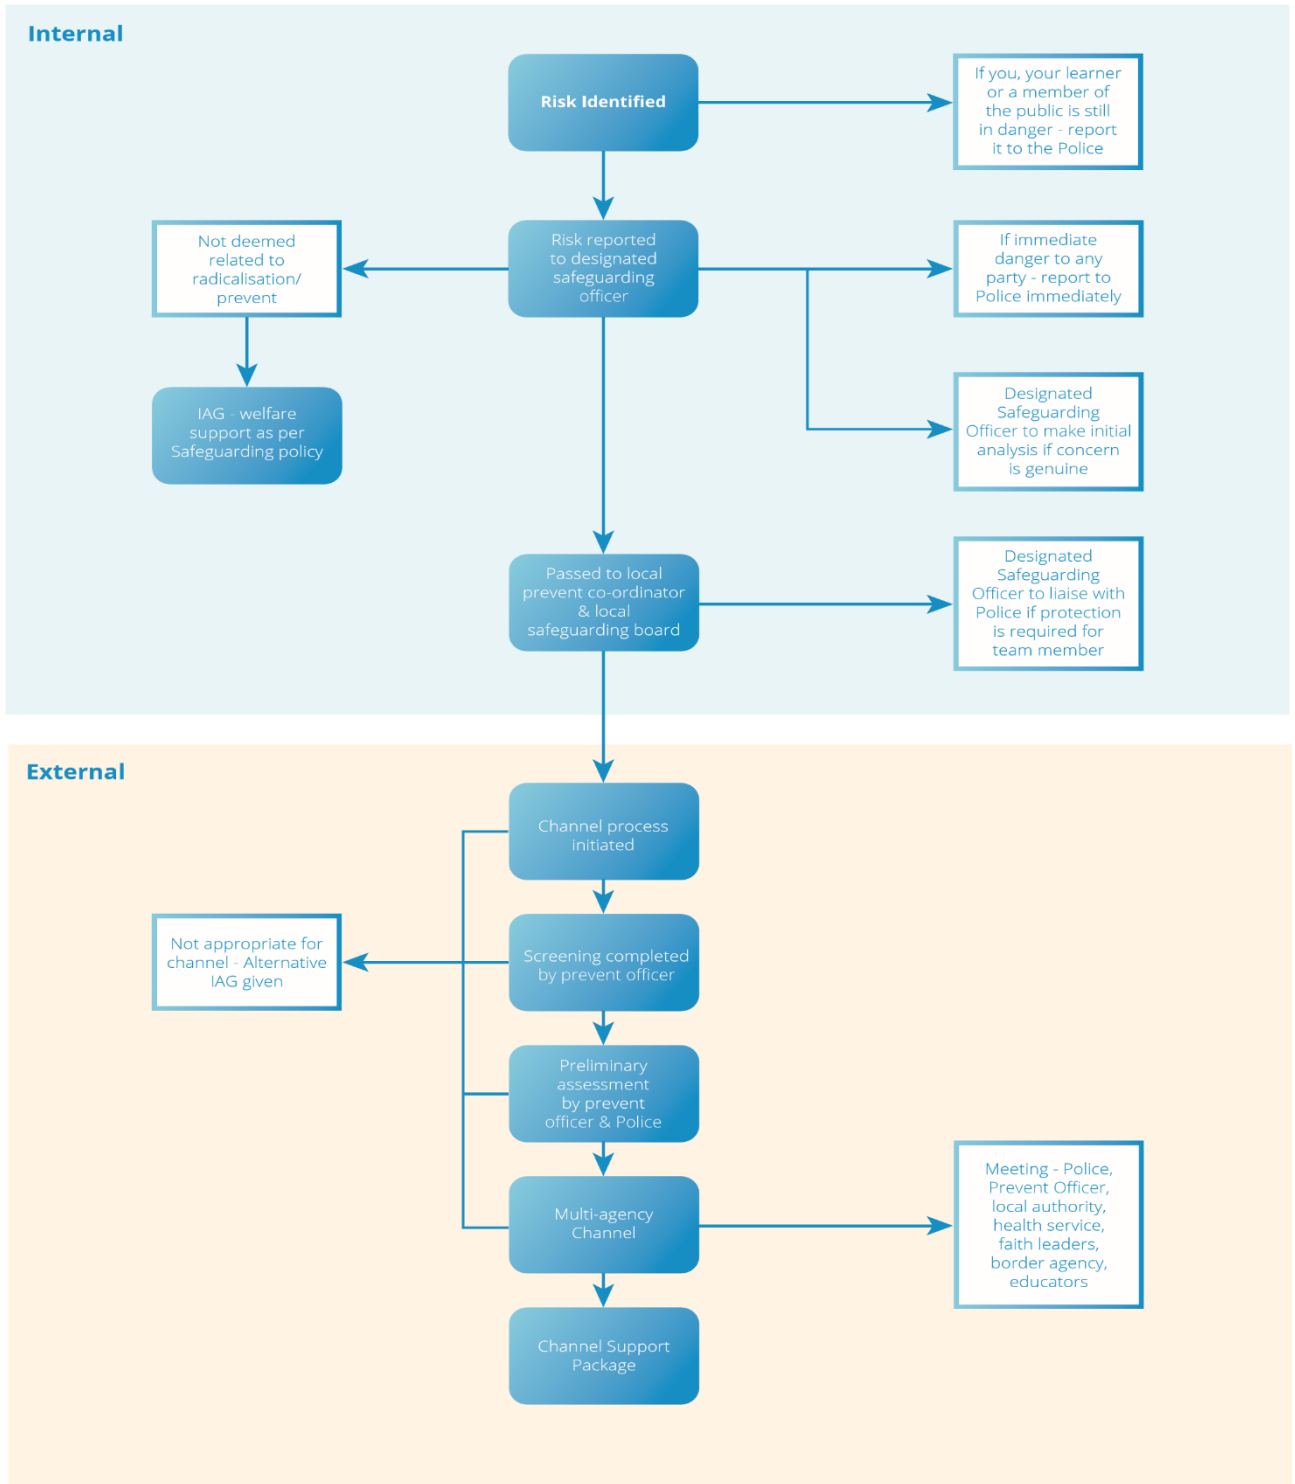 Internal
Risk Identified
If you, your learner
or a member of
the public is still
in danger - report
it to the Police
Not deemed
related to
radicalisation/
prevent
Risk reported
to designated
safeguarding
officer
If immediate
danger to any
party - report to
Police immediately
IAG - welfare
support as per
Safeguarding policy
Designated
Safeguarding
Officer to make initial
analysis if concern
is genuine
Passed to local
prevent co-ordinator
& local
safeguarding board
Designated
Safeguarding
Officer to liaise with
Police if protection
is required for
team member
External
Channel process
initiated
Not appropriate for
channel - Alternative
IAG given
Screening completed
by prevent officer
Preliminary
assessment
by prevent
officer & Police
Multi-agency
Channel
Meeting - Police,
Prevent Officer,
local authority,
health service,
faith leaders,
border agency,
educators
Channel Support
Package